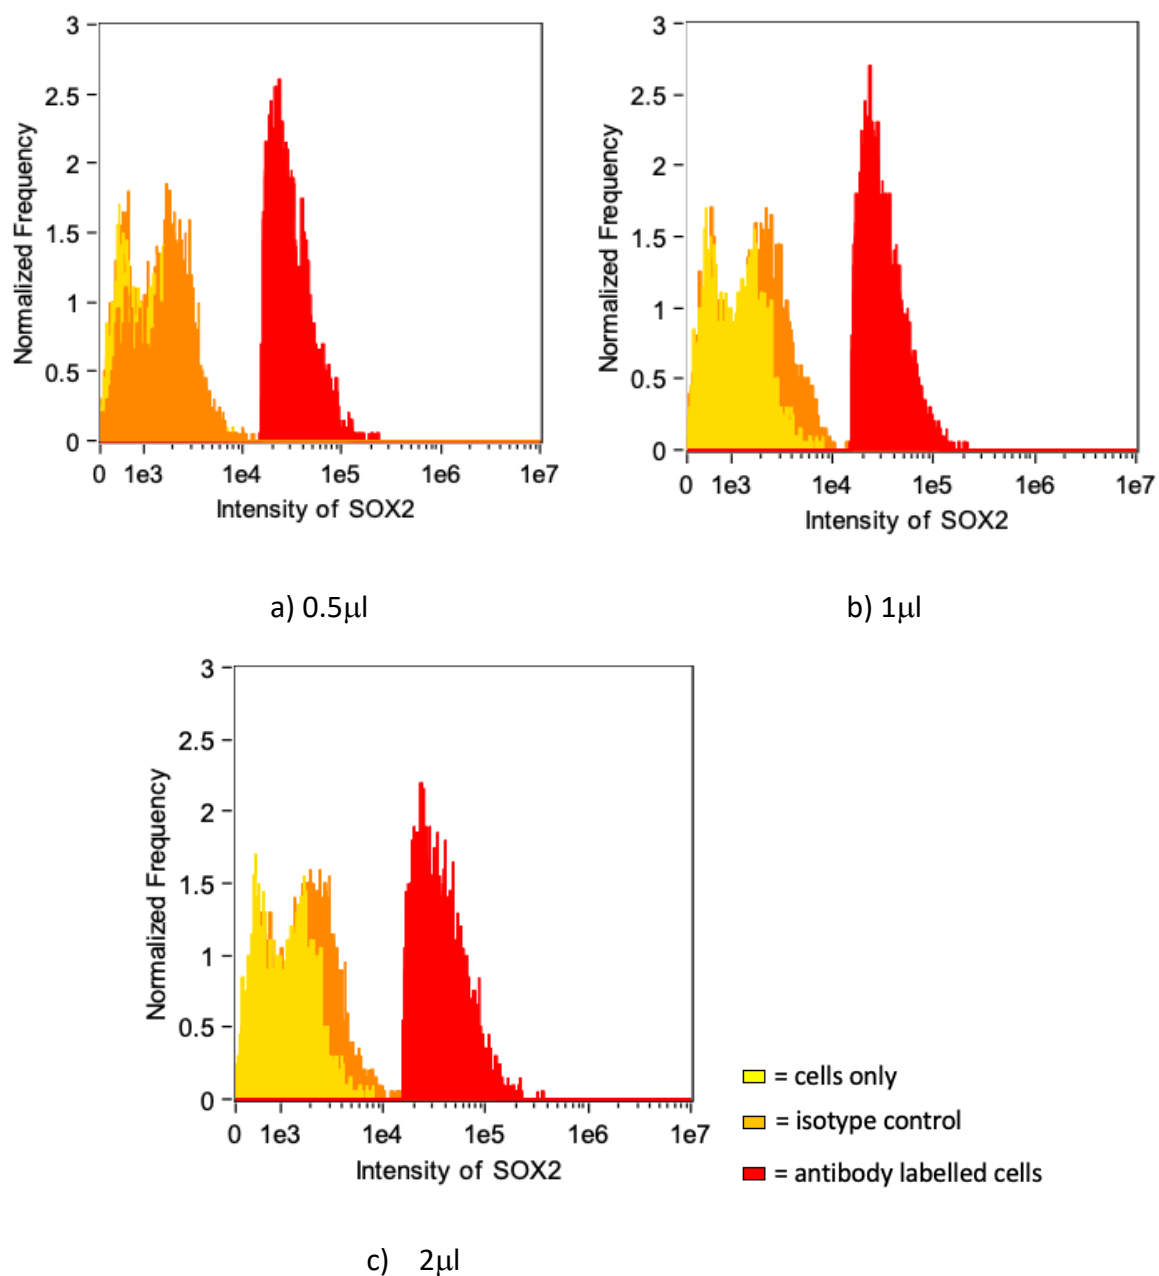 3
2.5
2
1.5
1
0.5
0
Normalized Frequency
0 1e3 1e4 1e5 1e6 1e7
Intensity of SOX2
a) 0.5μl
3
2.5
2
1.5
1
0.5
0
Normalized Frequency
0 1e3 1e4 1e5 1e6 1e7
Intensity of SOX2
b) 1μl
3
2.5
2
1.5
1
0.5
0
Normalized Frequency
0 1e3 1e4 1e5 1e6 1e7
Intensity of SOX2
c) 2μl
= cells only
= isotype control
= antibody labelled cells